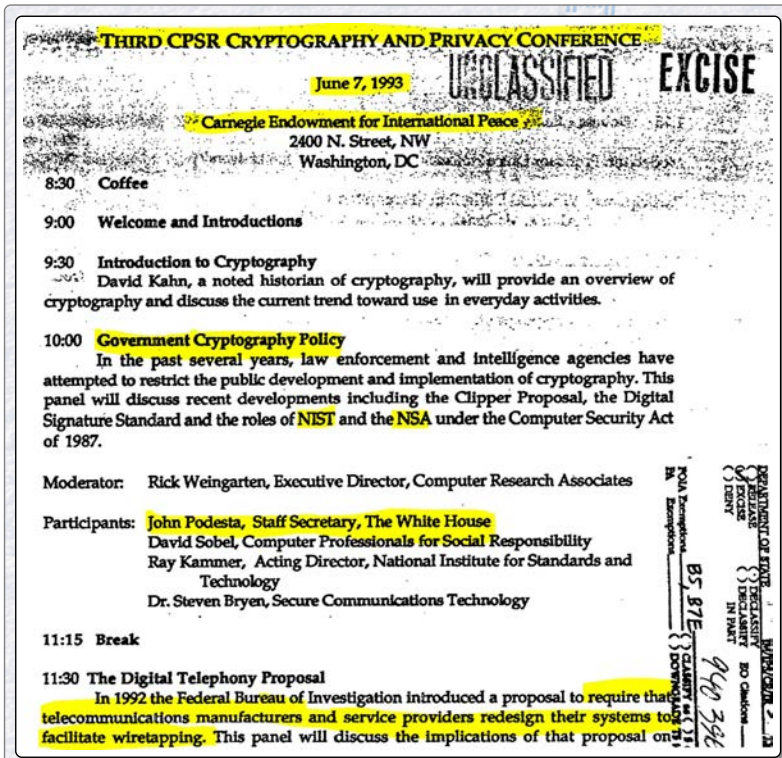 THIRD CPSR CRYPTOGRAPHY AND PRIVACY CONFERENCE
June 7, 1993
UNCLASSIFIED
EXCISE
Carnegie Endowment for International Peace
2400 N. Street, NW
Washington, DC
8:30 Coffee
9:00 Welcome and Introductions
9:30 Introduction to Cryptography
David Kahn, a noted historian of cryptography, will provide an overview of
cryptography and discuss the current trend toward use in everyday activities.
10:00 Government Cryptography Policy
In the past several years, law enforcement and intelligence agencies have
attempted to restrict the public development and implementation of cryptography. This
panel will discuss recent developments including the Clipper Proposal, the Digital
Signature Standard and the roles of NIST and the NSA under the Computer Security Act
of 1987.
Moderator: Rick Weingarten, Executive Director, Computer Research Associates
Participants: John Podesta, Staff Secretary, The White House
David Sobel, Computer Professionals for Social Responsibility
Ray Kammer, Acting Director, National Institute for Standards and
Technology
Dr. Steven Bryen, Secure Communications Technology
11:15 Break
11:30 The Digital Telephony Proposal
In 1992 the Federal Bureau of Investigation introduced a proposal to require that
telecommunications manufacturers and service providers redesign their systems to
facilitate wiretapping. This panel will discuss the implications of that proposal on
DEPARTMENT OF STATE
( ) RELEASE ( ) DECLASSIFY
( ) EXCISE ( ) DECLASSIFY
( ) DENY IN PART
EO Citations
FOIA Exemptions B5, B7E
PA Exemptions
( ) CLASSIFY as
( ) DOWNGRADE TS